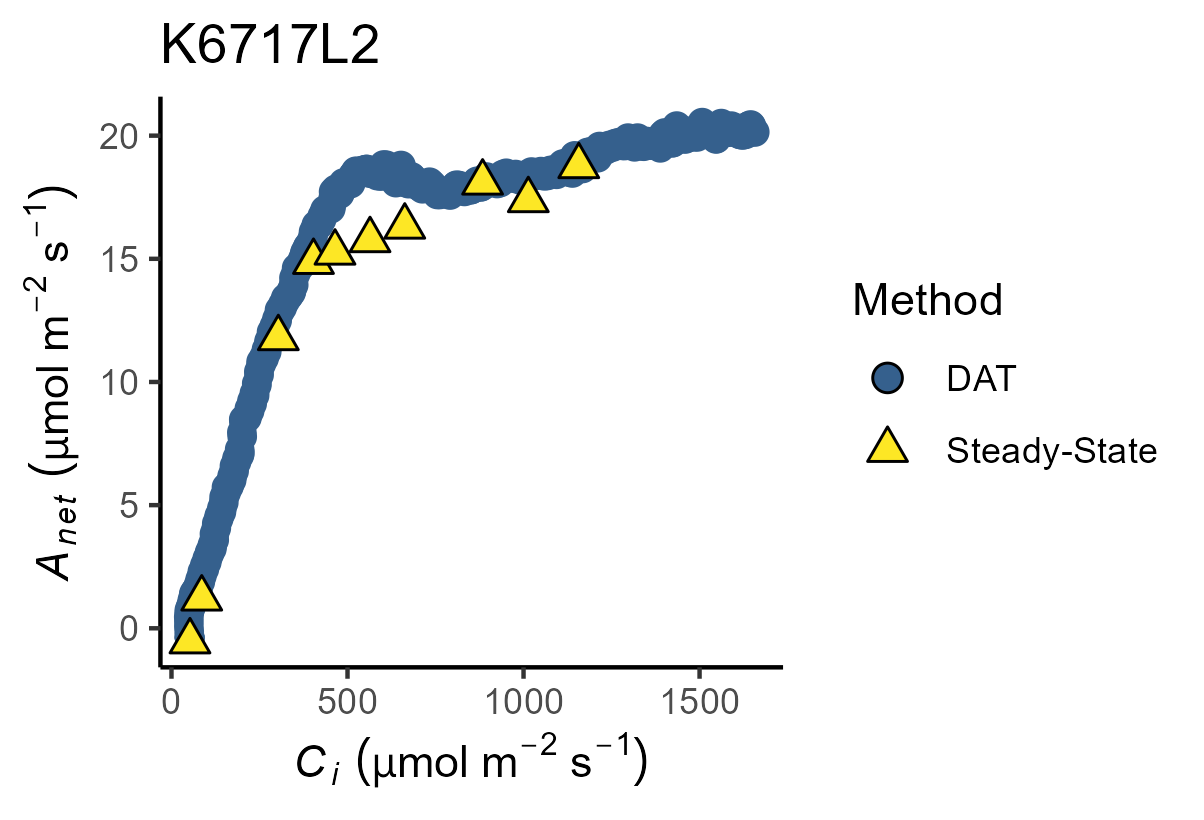 K6717L2
20
15
10
5
0
A_net (µmol m⁻² s⁻¹)
0 500 1000 1500
C_i (µmol m⁻² s⁻¹)
Method
DAT
Steady-State